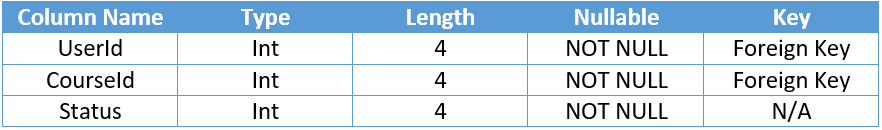 Column Name Type Length Nullable Key
UserId Int 4 NOT NULL Foreign Key
CourseId Int 4 NOT NULL Foreign Key
Status Int 4 NOT NULL N/A